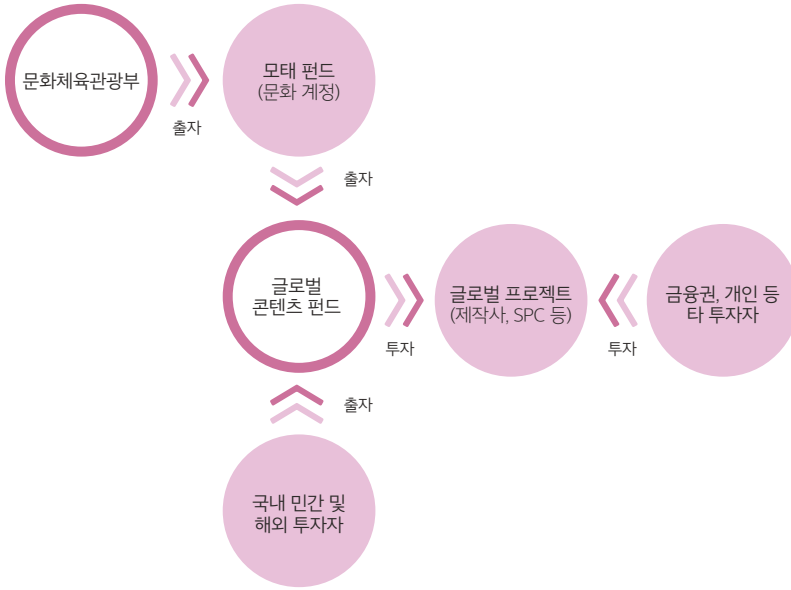 문화체육관광부
출자
모태 펀드
(문화 계정)
출자
글로벌
콘텐츠 펀드
투자
글로벌 프로젝트
(제작사, SPC 등)
투자
금융권, 개인 등
타 투자자
출자
국내 민간 및
해외 투자자